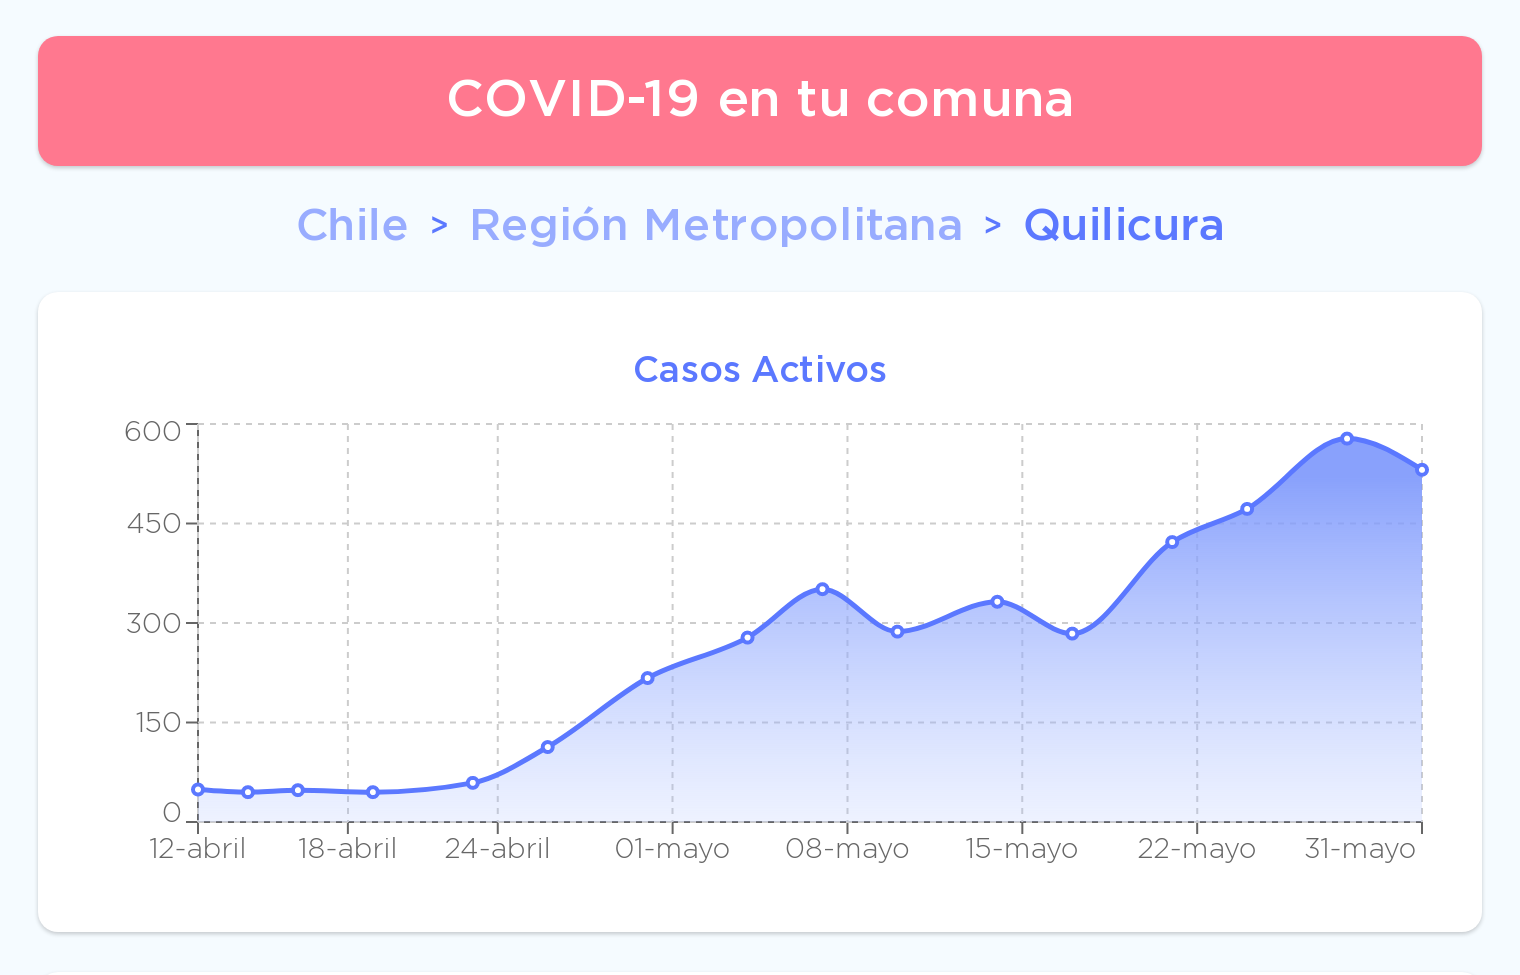 COVID-19 en tu comuna
Chile > Región Metropolitana > Quilicura
Casos Activos
600
450
300
150
0
12-abril 18-abril 24-abril 01-mayo 08-mayo 15-mayo 22-mayo 31-mayo